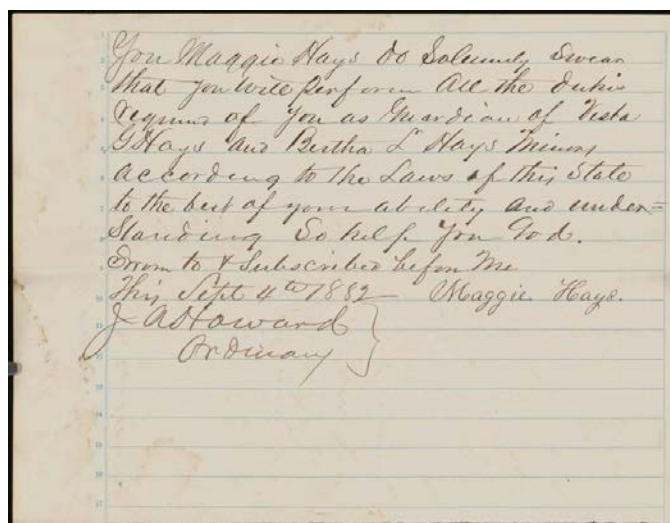 You Maggie Hays do Solemnly Swear
that you will perform All the Duties
required of you as Guardian of Vesta
G Hays and Bertha L Hays Minors
according to the Laws of this State
to the best of your ability and under=
standing So help You God.
Sworn to & Subscribed before Me
This Sept 4th 1882 Maggie Hays.
J A Howard
Ordinary